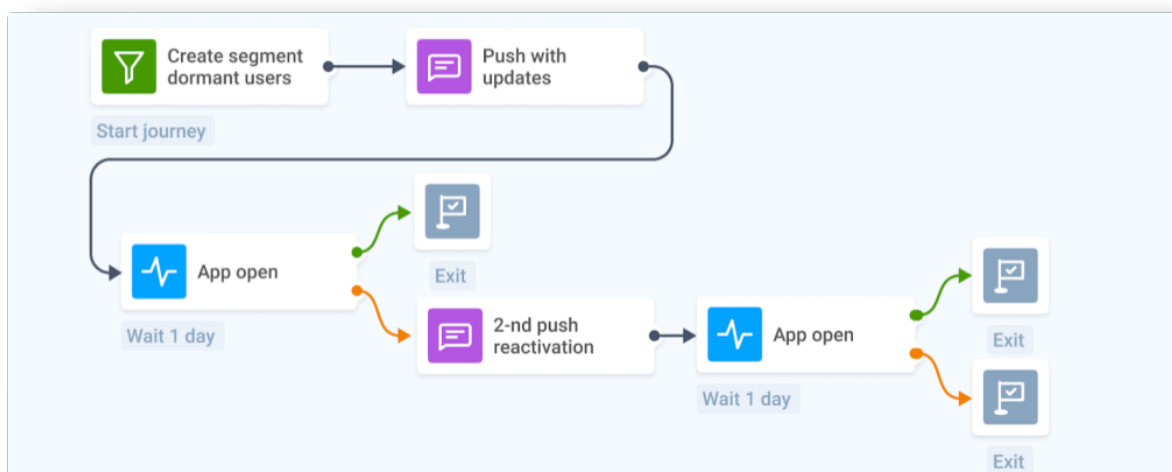 Create segment
dormant users
Push with
updates
Start journey
App open
Exit
Wait 1 day
2-nd push
reactivation
App open
Exit
Wait 1 day
Exit